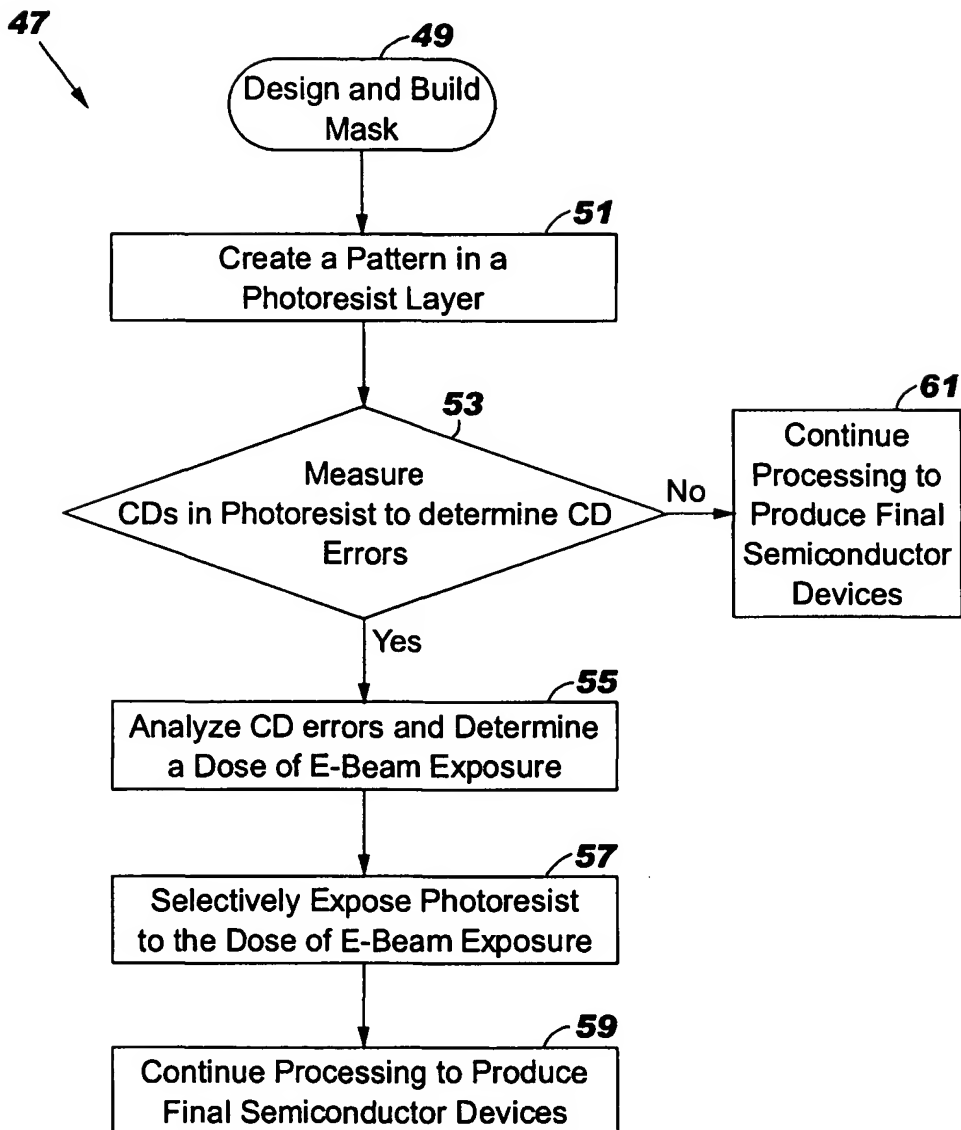 47
49
Design and Build
Mask
51
Create a Pattern in a
Photoresist Layer
53
Measure
CDs in Photoresist to determine CD
Errors
No
61
Continue
Processing to
Produce Final
Semiconductor
Devices
Yes
55
Analyze CD errors and Determine
a Dose of E-Beam Exposure
57
Selectively Expose Photoresist
to the Dose of E-Beam Exposure
59
Continue Processing to Produce
Final Semiconductor Devices